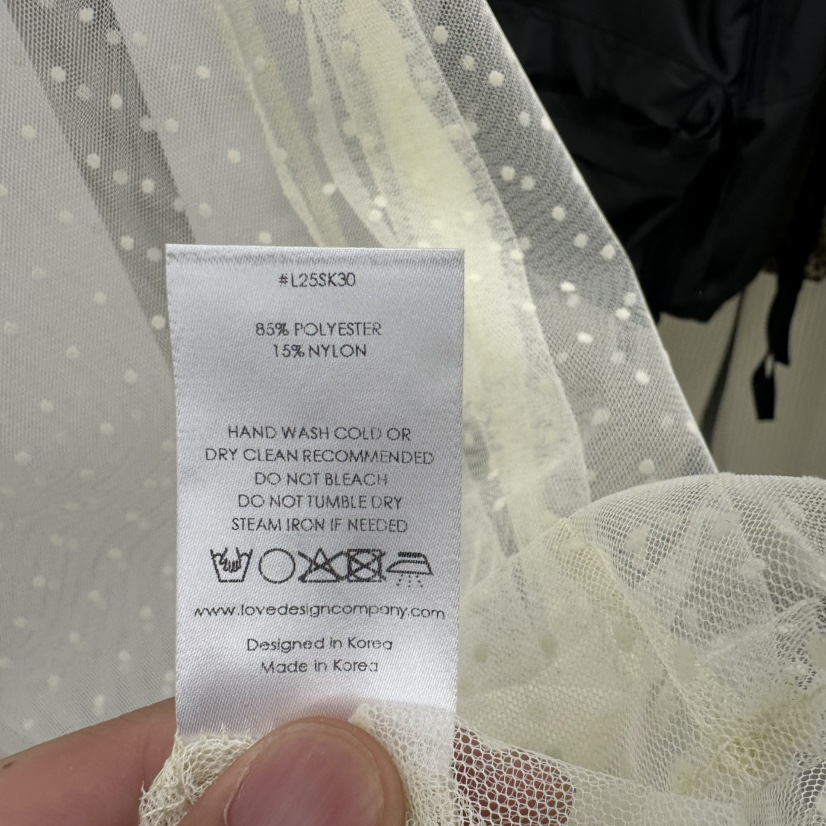 #L25SK30
85% POLYESTER
15% NYLON
HAND WASH COLD OR
DRY CLEAN RECOMMENDED
DO NOT BLEACH
DO NOT TUMBLE DRY
STEAM IRON IF NEEDED
www.lovedesigncompany.com
Designed in Korea
Made in Korea